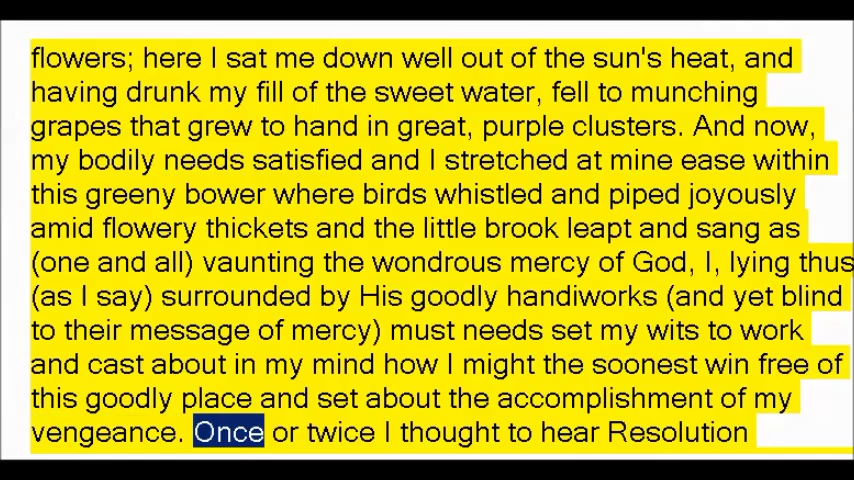 flowers; here I sat me down well out of the sun's heat, and
having drunk my fill of the sweet water, fell to munching
grapes that grew to hand in great, purple clusters. And now,
my bodily needs satisfied and I stretched at mine ease within
this greeny bower where birds whistled and piped joyously
amid flowery thickets and the little brook leapt and sang as
(one and all) vaunting the wondrous mercy of God, I, lying thus
(as I say) surrounded by His goodly handiworks (and yet blind
to their message of mercy) must needs set my wits to work
and cast about in my mind how I might the soonest win free of
this goodly place and set about the accomplishment of my
vengeance. Once or twice I thought to hear Resolution